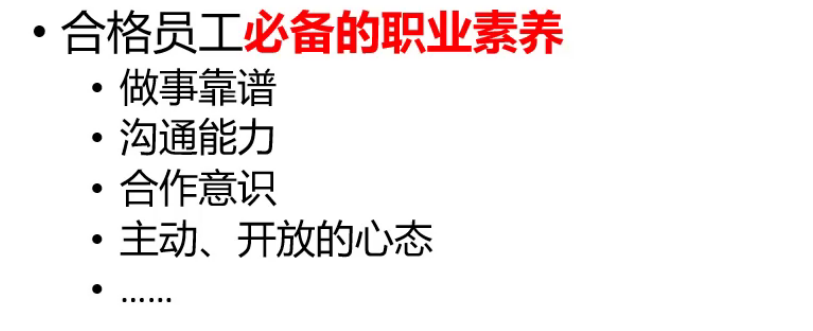 • 合格员工必备的职业素养
• 做事靠谱
• 沟通能力
• 合作意识
• 主动、开放的心态
• ……